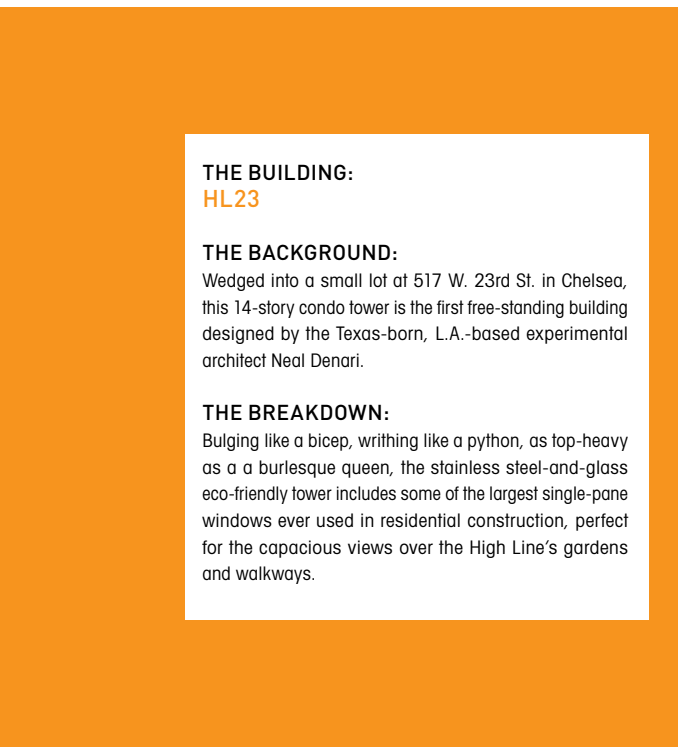 THE BUILDING:
HL23
THE BACKGROUND:
Wedged into a small lot at 517 W. 23rd St. in Chelsea,
this 14-story condo tower is the first free-standing building
designed by the Texas-born, L.A.-based experimental
architect Neal Denari.
THE BREAKDOWN:
Bulging like a bicep, writhing like a python, as top-heavy
as a a burlesque queen, the stainless steel-and-glass
eco-friendly tower includes some of the largest single-pane
windows ever used in residential construction, perfect
for the capacious views over the High Line’s gardens
and walkways.